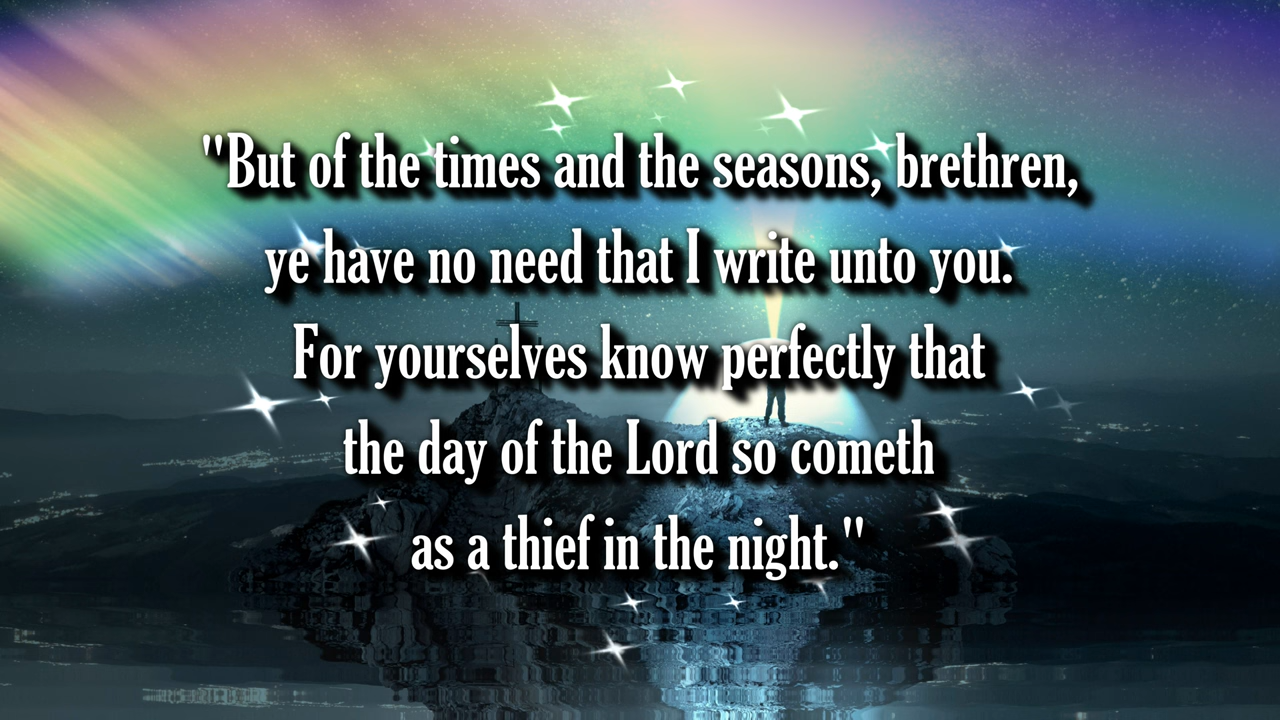 "But of the times and the seasons, brethren,
ye have no need that I write unto you.
For yourselves know perfectly that
the day of the Lord so cometh
as a thief in the night."